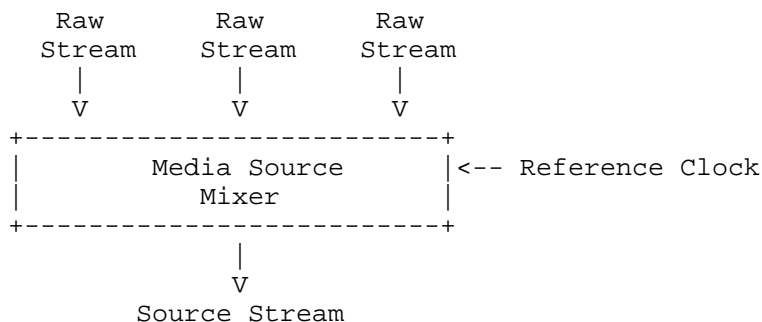 Raw Raw Raw
Stream Stream Stream
| | |
V V V
+--------------------------+
| Media Source |<-- Reference Clock
| Mixer |
+--------------------------+
|
V
Source Stream